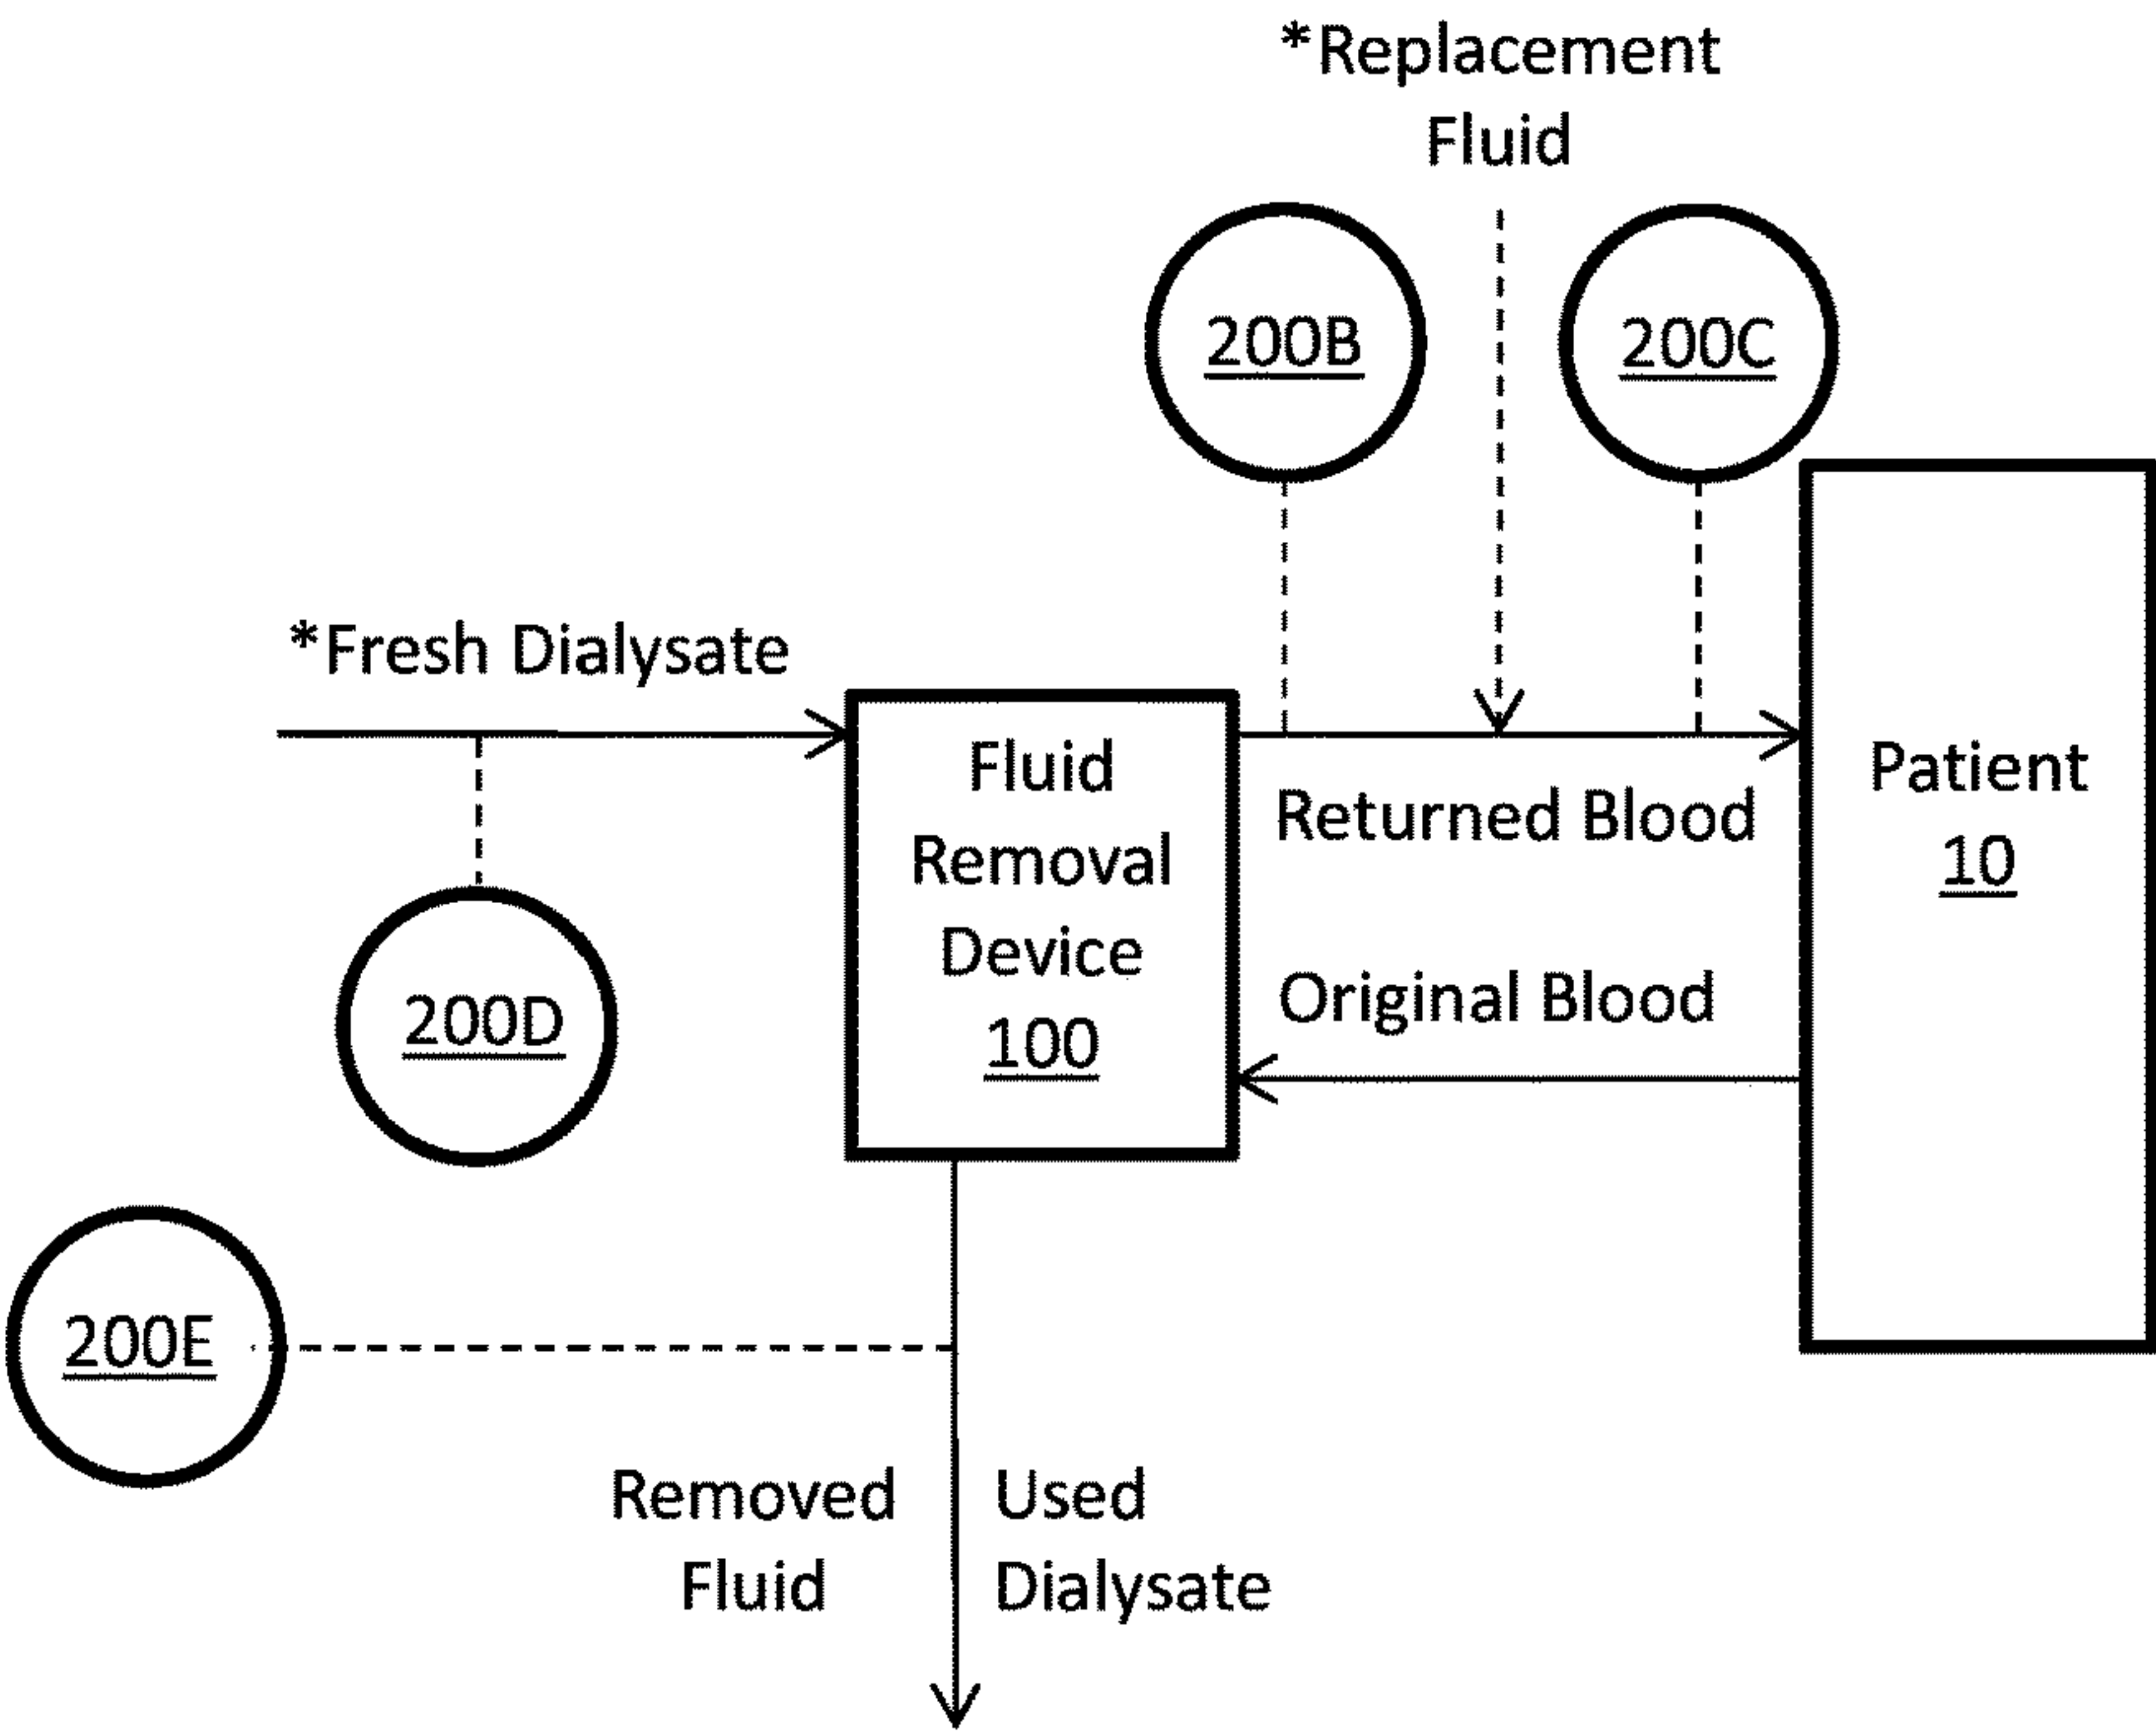 *Replacement
Fluid
200B
200C
*Fresh Dialysate
Fluid
Removal
Device
100
Returned Blood
Original Blood
Patient
10
200D
200E
Removed
Fluid
Used
Dialysate